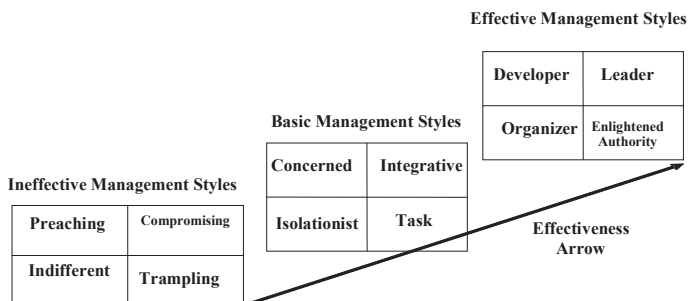 Effective Management Styles
Developer
Leader
Organizer
Enlightened
Authority
Basic Management Styles
Concerned
Integrative
Isolationist
Task
Ineffective Management Styles
Preaching
Compromising
Indifferent
Trampling
Effectiveness
Arrow